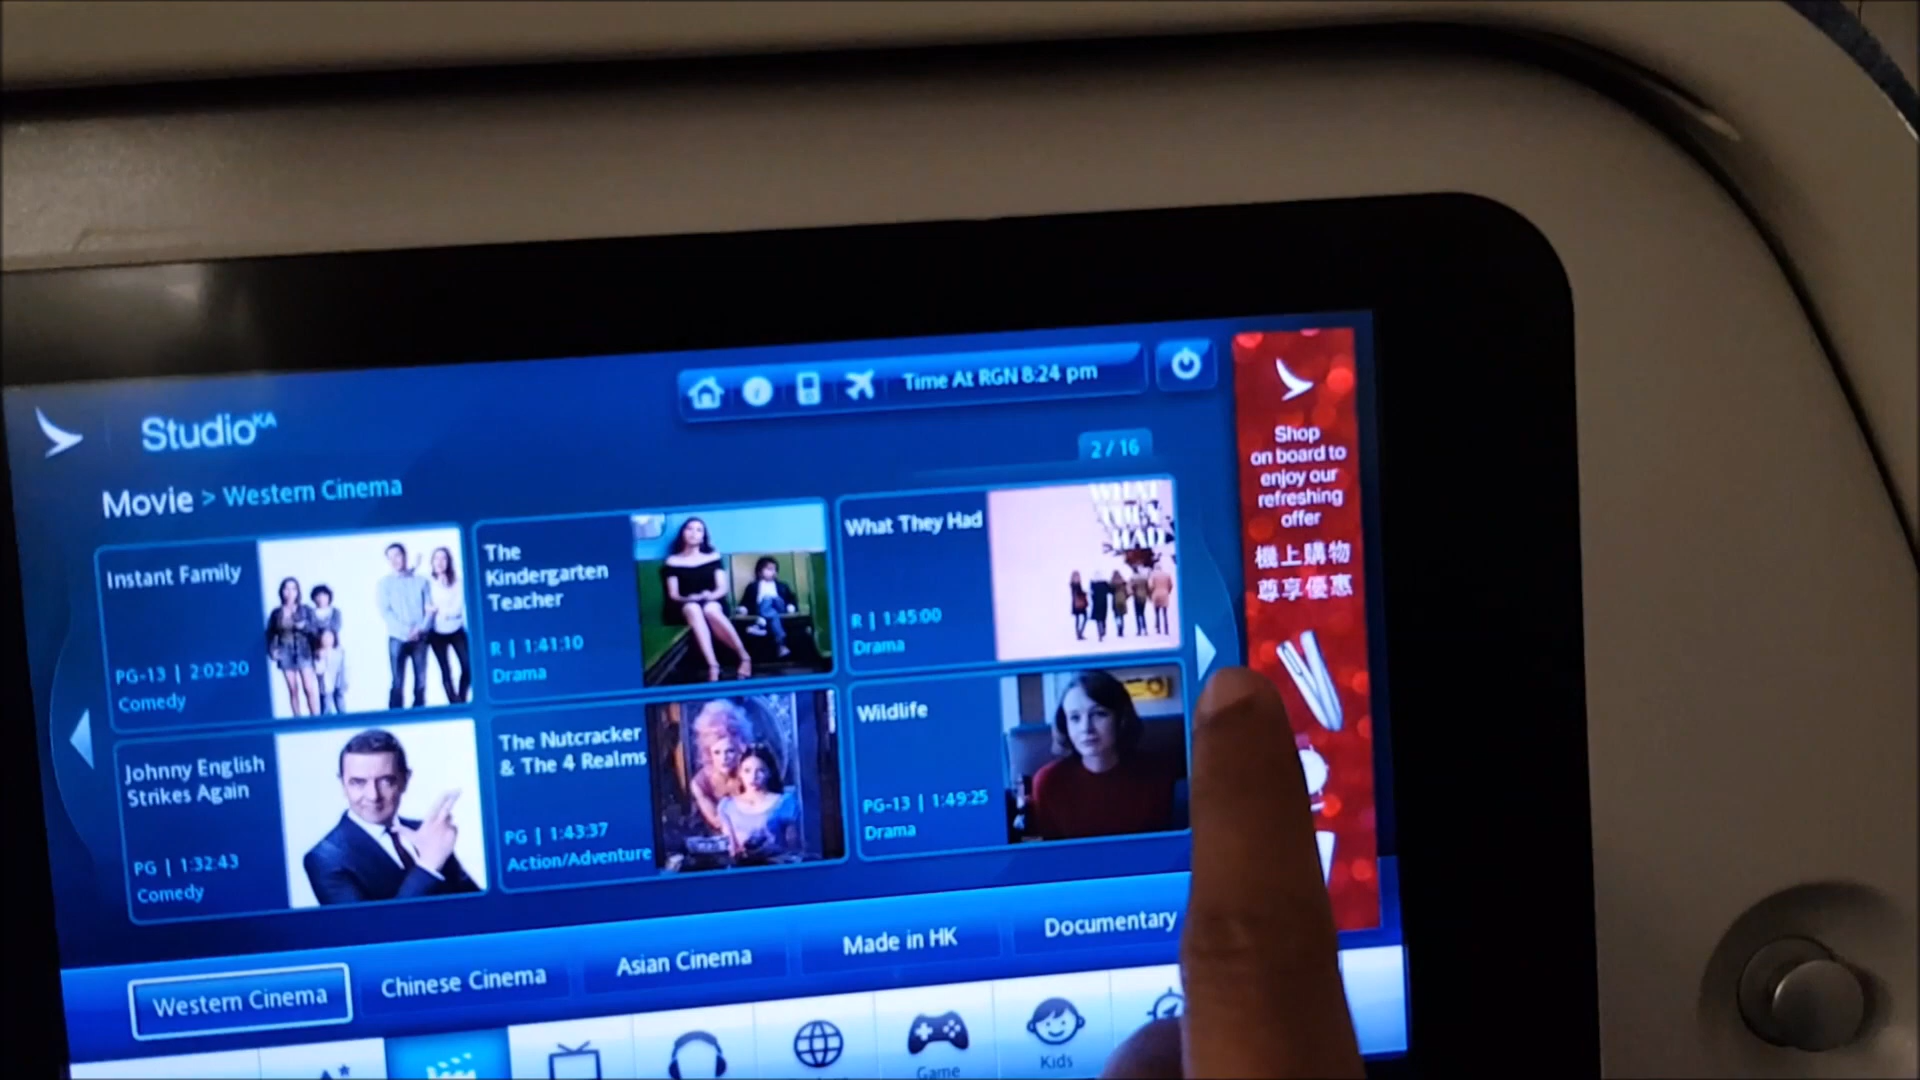 Studio KA
Time At RGN 8:24 pm
2 / 16
Movie > Western Cinema
Instant Family
PG-13 | 2:02:20
Comedy
The
Kindergarten
Teacher
R | 1:41:10
Drama
What They Had
R | 1:45:00
Drama
WHAT
THEY
HAD
Johnny English
Strikes Again
PG | 1:32:43
Comedy
The Nutcracker
& The 4 Realms
PG | 1:43:37
Action/Adventure
Wildlife
PG-13 | 1:49:25
Drama
Shop
on board to
enjoy our
refreshing
offer
機上購物
尊享優惠
Western Cinema
Chinese Cinema
Asian Cinema
Made in HK
Documentary
Game
Kids